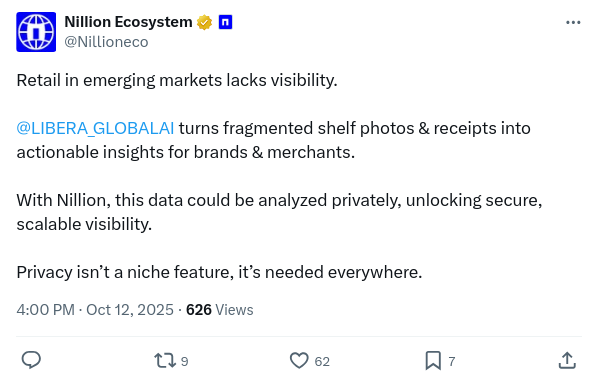 Nillion Ecosystem
@Nillioneco
Retail in emerging markets lacks visibility.
@LIBERA_GLOBALAI turns fragmented shelf photos & receipts into
actionable insights for brands & merchants.
With Nillion, this data could be analyzed privately, unlocking secure,
scalable visibility.
Privacy isn’t a niche feature, it’s needed everywhere.
4:00 PM · Oct 12, 2025 · 626 Views
9 62 7